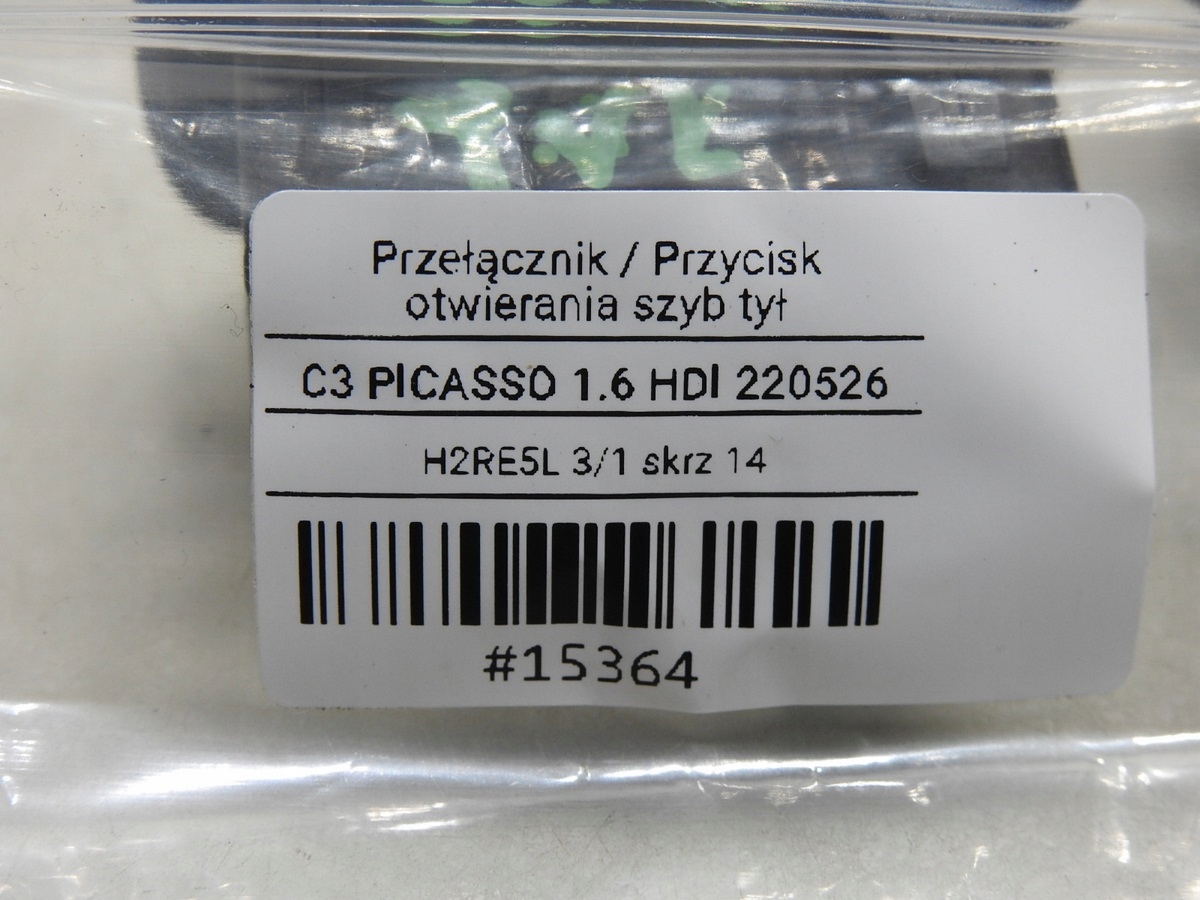 Przełącznik / Przycisk
otwierania szyb tył
C3 PICASSO 1.6 HDI 220526
H2RE5L 3/1 skrz 14
#15364